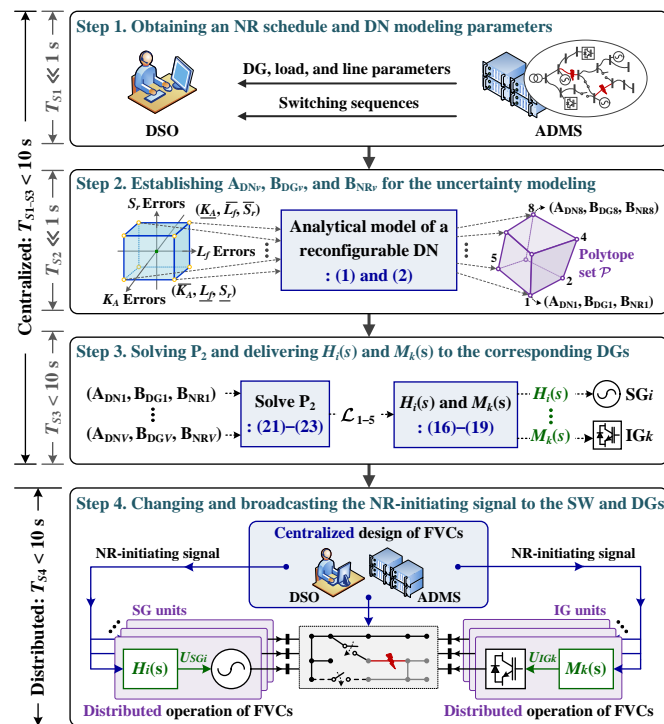 Step 1. Obtaining an NR schedule and DN modeling parameters
T_S1 ≪ 1 s
DG, load, and line parameters
Switching sequences
DSO
ADMS
Centralized: T_S1-S3 < 10 s
Step 2. Establishing A_DNv, B_DGv, and B_NRv for the uncertainty modeling
T_S2 ≪ 1 s
S_r Errors
L_f Errors
K_A Errors
(\underline{K_A}, \overline{L_f}, \overline{S_r})
(\overline{K_A}, \underline{L_f}, \underline{S_r})
Analytical model of a
reconfigurable DN
: (1) and (2)
8 (A_DN8, B_DG8, B_NR8)
4
5
Polytope
set 𝒫
2
1 (A_DN1, B_DG1, B_NR1)
Step 3. Solving P_2 and delivering H_i(s) and M_k(s) to the corresponding DGs
T_S3 < 10 s
(A_DN1, B_DG1, B_NR1)
(A_DNV, B_DGV, B_NRV)
Solve P_2
: (21)–(23)
ℒ_1–5
H_i(s) and M_k(s)
: (16)–(19)
H_i(s)
SGi
M_k(s)
IGk
Step 4. Changing and broadcasting the NR-initiating signal to the SW and DGs
Distributed: T_S4 < 10 s
Centralized design of FVCs
NR-initiating signal
NR-initiating signal
DSO
ADMS
SG units
IG units
H_i(s)
U_SGi
U_IGk
M_k(s)
Distributed operation of FVCs
Distributed operation of FVCs